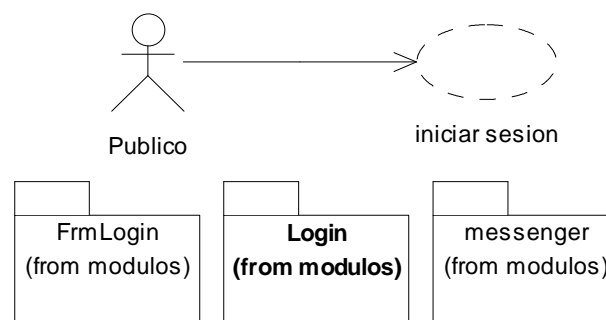 Publico
iniciar sesion
FrmLogin
(from modulos)
Login
(from modulos)
messenger
(from modulos)